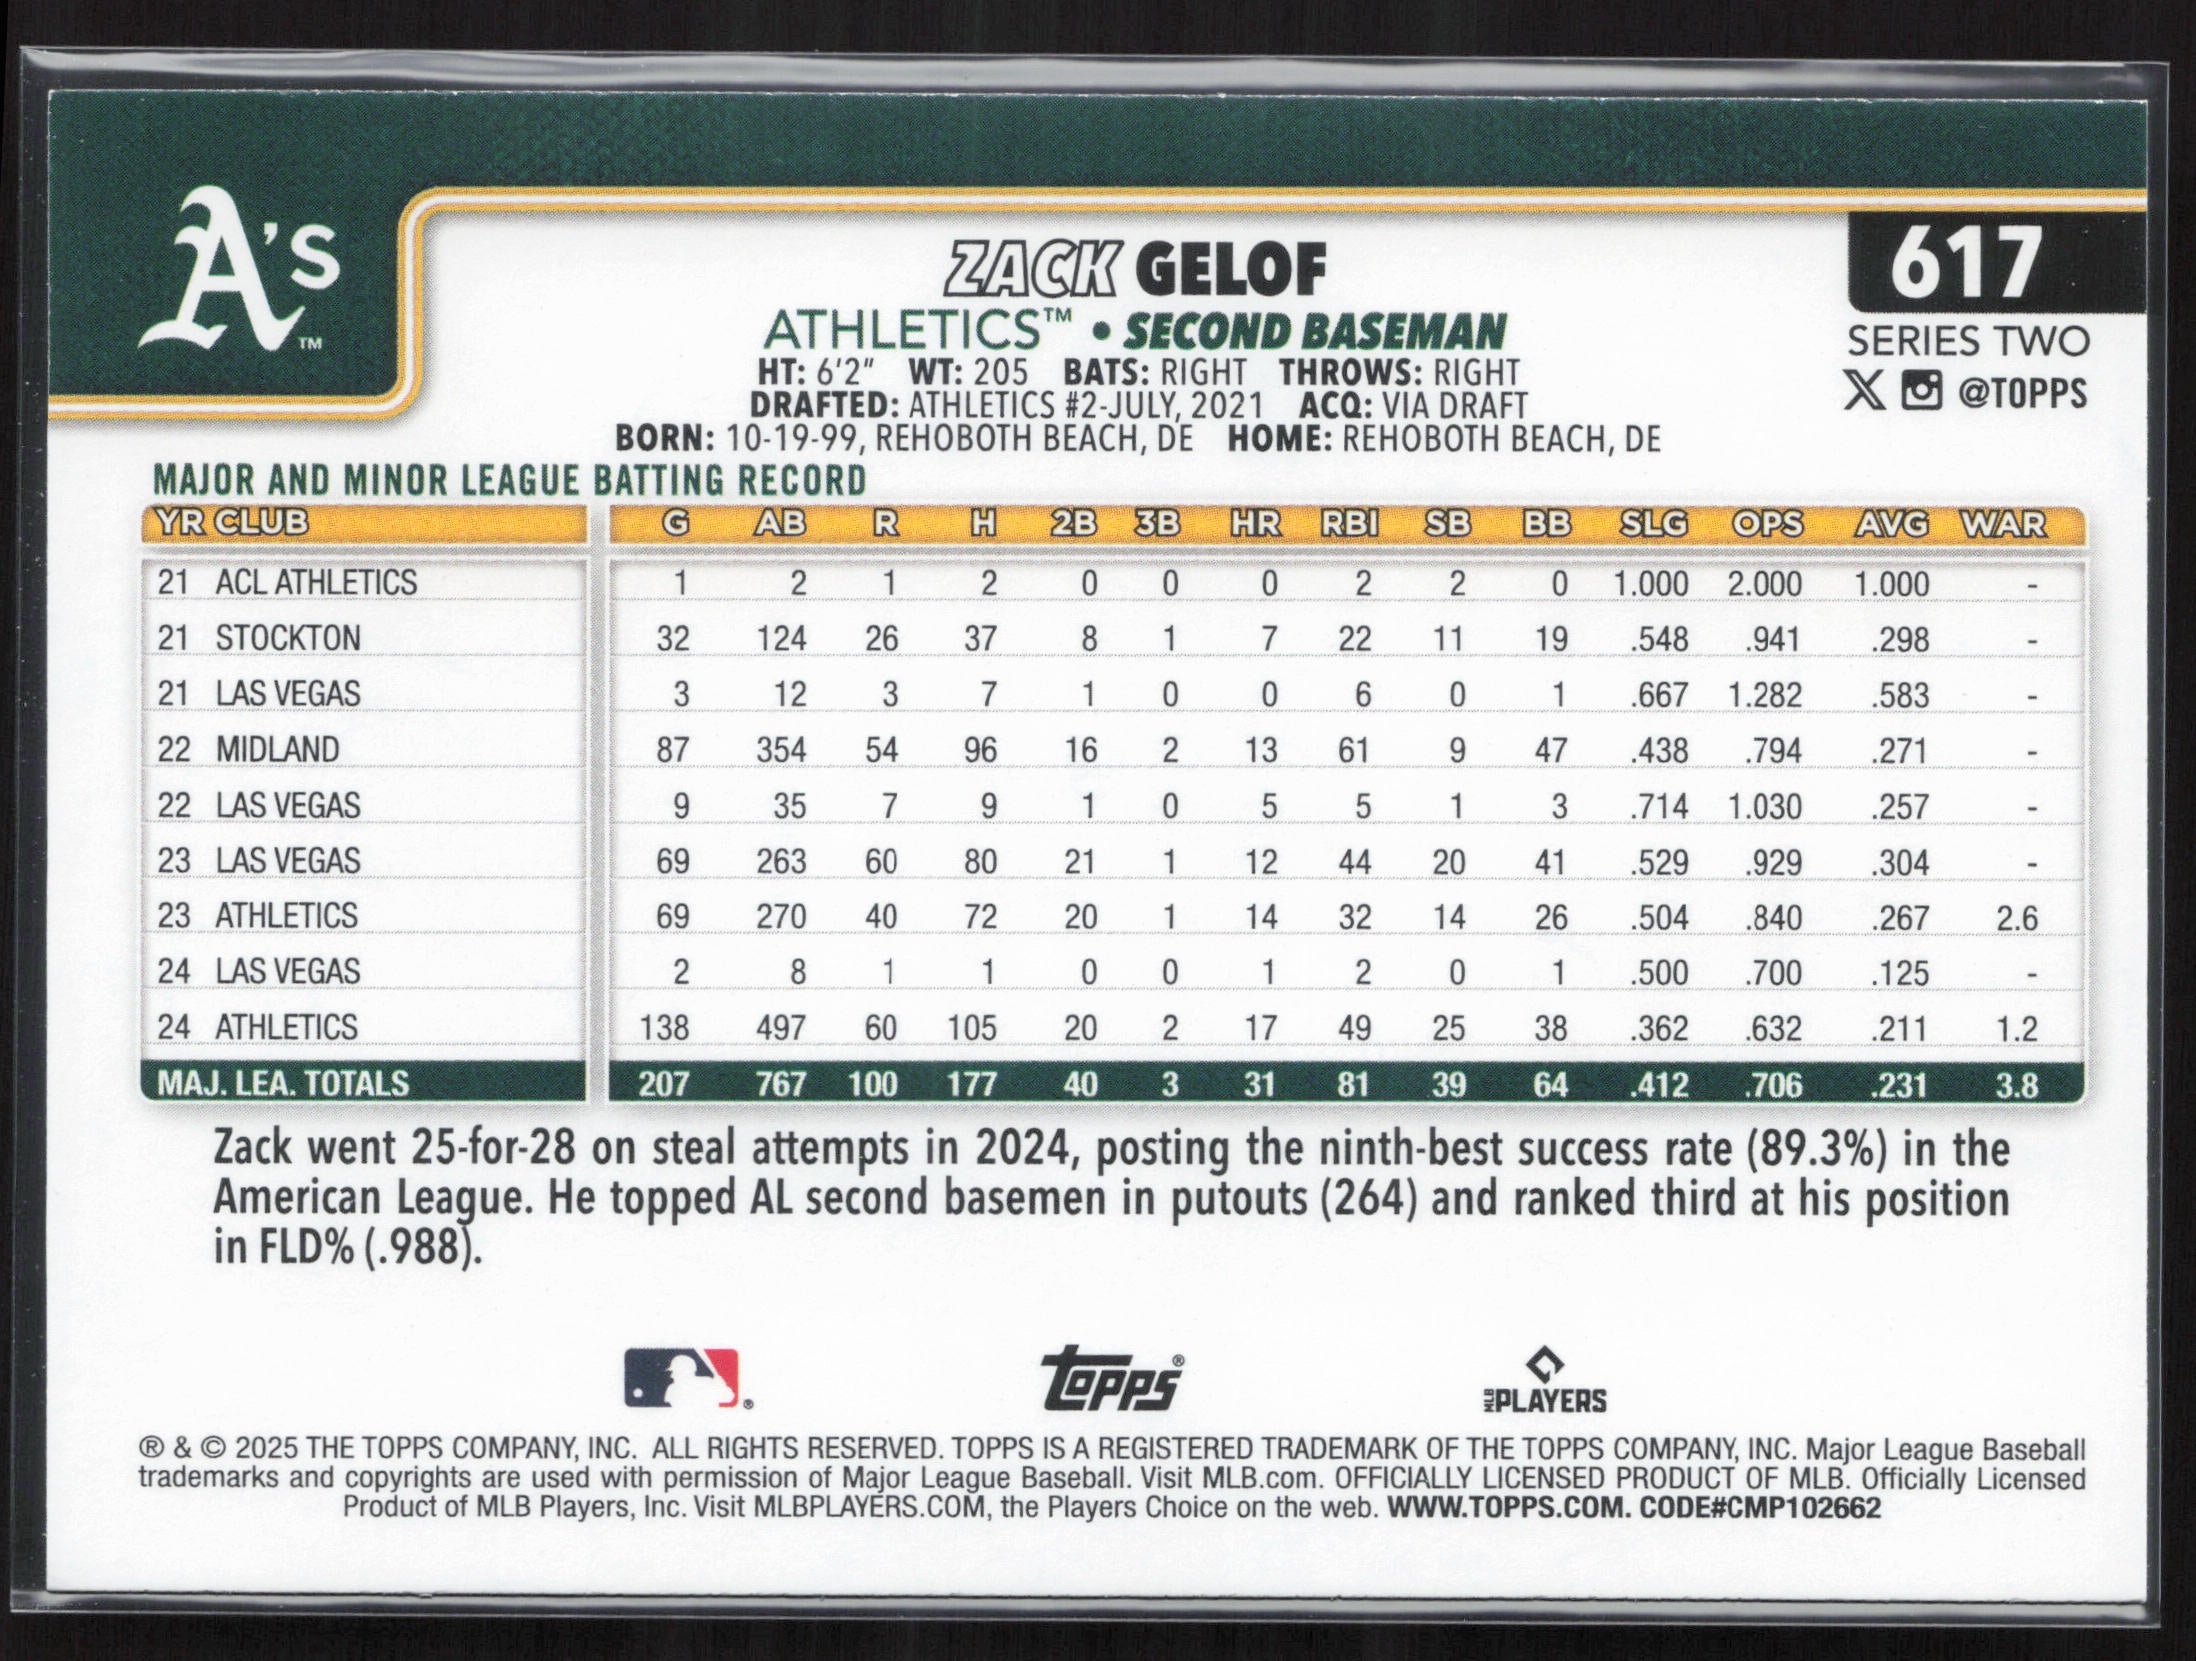 A's™
ZACK GELOF
617
ATHLETICS™ • SECOND BASEMAN
SERIES TWO
HT: 6'2" WT: 205 BATS: RIGHT THROWS: RIGHT
@TOPPS
DRAFTED: ATHLETICS #2-JULY, 2021 ACQ: VIA DRAFT
BORN: 10-19-99, REHOBOTH BEACH, DE HOME: REHOBOTH BEACH, DE
MAJOR AND MINOR LEAGUE BATTING RECORD
YR CLUB G AB R H 2B 3B HR RBI SB BB SLG OPS AVG WAR
21 ACL ATHLETICS 1 2 1 2 0 0 0 2 2 0 1.000 2.000 1.000 -
21 STOCKTON 32 124 26 37 8 1 7 22 11 19 .548 .941 .298 -
21 LAS VEGAS 3 12 3 7 1 0 0 6 0 1 .667 1.282 .583 -
22 MIDLAND 87 354 54 96 16 2 13 61 9 47 .438 .794 .271 -
22 LAS VEGAS 9 35 7 9 1 0 5 5 1 3 .714 1.030 .257 -
23 LAS VEGAS 69 263 60 80 21 1 12 44 20 41 .529 .929 .304 -
23 ATHLETICS 69 270 40 72 20 1 14 32 14 26 .504 .840 .267 2.6
24 LAS VEGAS 2 8 1 1 0 0 1 2 0 1 .500 .700 .125 -
24 ATHLETICS 138 497 60 105 20 2 17 49 25 38 .362 .632 .211 1.2
MAJ. LEA. TOTALS 207 767 100 177 40 3 31 81 39 64 .412 .706 .231 3.8
Zack went 25-for-28 on steal attempts in 2024, posting the ninth-best success rate (89.3%) in the
American League. He topped AL second basemen in putouts (264) and ranked third at his position
in FLD% (.988).
Topps® MLB PLAYERS
® & © 2025 THE TOPPS COMPANY, INC. ALL RIGHTS RESERVED. TOPPS IS A REGISTERED TRADEMARK OF THE TOPPS COMPANY, INC. Major League Baseball
trademarks and copyrights are used with permission of Major League Baseball. Visit MLB.com. OFFICIALLY LICENSED PRODUCT OF MLB. Officially Licensed
Product of MLB Players, Inc. Visit MLBPLAYERS.COM, the Players Choice on the web. WWW.TOPPS.COM. CODE#CMP102662